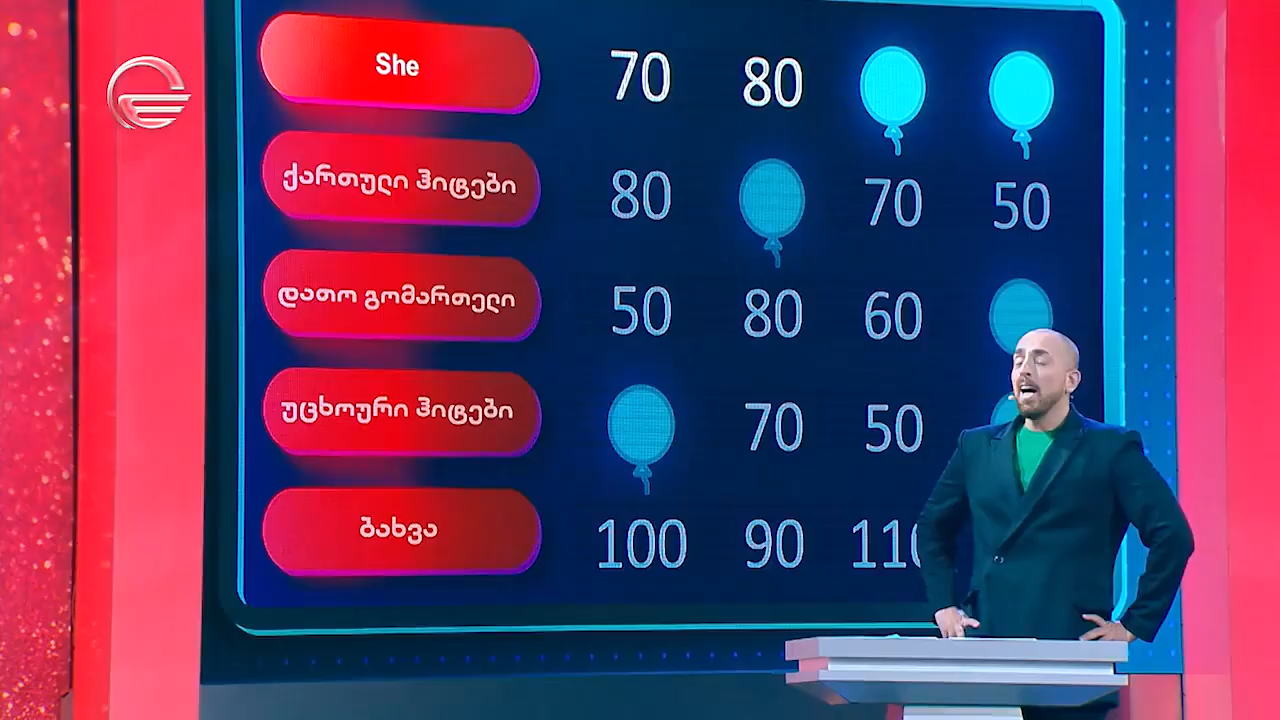 She 70 80
ქართული ჰიტები 80 70 50
დათო გომართელი 50 80 60
უცხოური ჰიტები 70 50
ბახვა 100 90